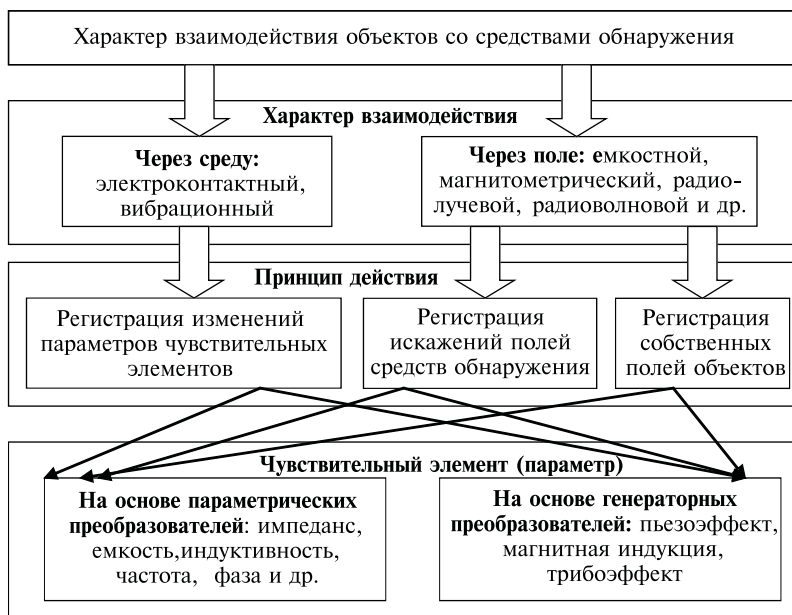 Характер взаимодействия объектов со средствами обнаружения
Характер взаимодействия
Через среду:
электроконтактный,
вибрационный
Через поле: емкостной,
магнитометрический, радио-
лучевой, радиоволновой и др.
Принцип действия
Регистрация изменений
параметров чувствительных
элементов
Регистрация
искажений полей
средств обнаружения
Регистрация
собственных
полей объектов
Чувствительный элемент (параметр)
На основе параметрических
преобразователей: импеданс,
емкость,индуктивность,
частота, фаза и др.
На основе генераторных
преобразователей: пьезоэффект,
магнитная индукция,
трибоэффект